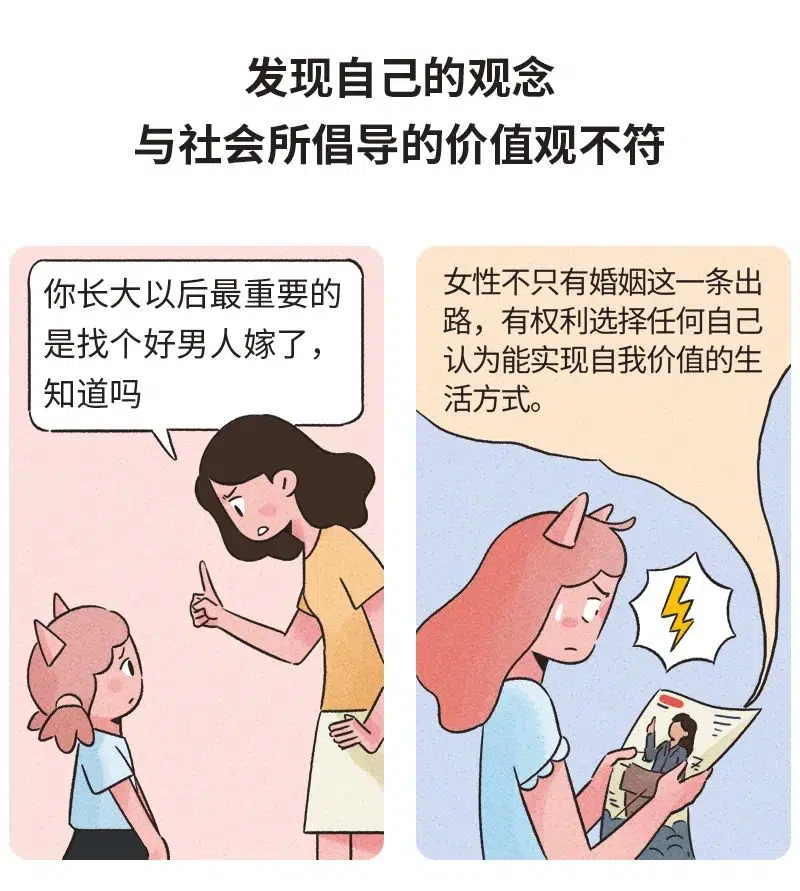 发现自己的观念
与社会所倡导的价值观不符
你长大以后最重要的
是找个好男人嫁了，
知道吗
女性不只有婚姻这一条出
路，有权利选择任何自己
认为能实现自我价值的生
活方式。